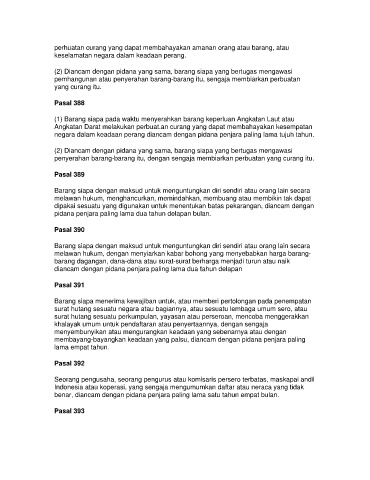 perhuatan ourang yang dapat membahayakan amanan orang atau barang, atau
keselamatan negara dalam keadaan perang.
(2) Diancam dengan pidana yang sama, barang siapa yang bertugas mengawasi
pemhangunan atau penyerahan barang-barang itu, sengaja membiarkan perbuatan
yang curang itu.
Pasal 388
(1) Barang siapa pada waktu menyerahkan barang keperluan Angkatan Laut atau
Angkatan Darat melakukan perbuat.an curang yang dapat membahayakan kesempatan
negara dalam keadaan perang diancam dengan pidana penjara paling lama tujuh tahun.
(2) Diancam dengan pidana yang sama, barang siapa yang bertugas mengawasi
penyerahan barang-barang itu, dengan sengaja membiarkan perbuatan yang curang itu.
Pasal 389
Barang siapa dengan maksud untuk menguntungkan diri sendiri atau orang lain secara
melawan hukum, menghancurkan, memindahkan, membuang atau membikin tak dapat
dipakai sesuatu yang digunakan untuk menentukan batas pekarangan, diancam dengan
pidana penjara paling lama dua tahun delapan bulan.
Pasal 390
Barang siapa dengan maksud untuk menguntungkan diri sendiri atau orang lain secara
melawan hukum, dengan menyiarkan kabar bohong yang menyebabkan harga barang-
barang dagangan, dana-dana atau surat-surat berharga menjadi turun atau naik
diancam dengan pidana penjara paling lama dua tahun delapan
Pasal 391
Barang siapa menerima kewajiban untuk, atau memberi pertolongan pada penempatan
surat hutang sesuatu negara atau bagiannya, atau sesuatu lembaga umum sero, atau
surat hutang sesuatu perkumpulan, yayasan atau perseroan, mencoba menggerakkan
khalayak umum untuk pendaftaran atau penyertaannya, dengan sengaja
menyembunyikan atau mengurangkan keadaan yang sebenarnya atau dengan
membayang-bayangkan keadaan yang palsu, diancam dengan pidana penjara paling
lama empat tahun.
Pasal 392
Seorang pengusaha, seorang pengurus atau komisaris persero terbatas, maskapai andil
Indonesia atau koperasi, yang sengaja mengumumkan daftar atau neraca yang tidak
benar, diancam dengan pidana penjara paling lama satu tahun empat bulan.
Pasal 393